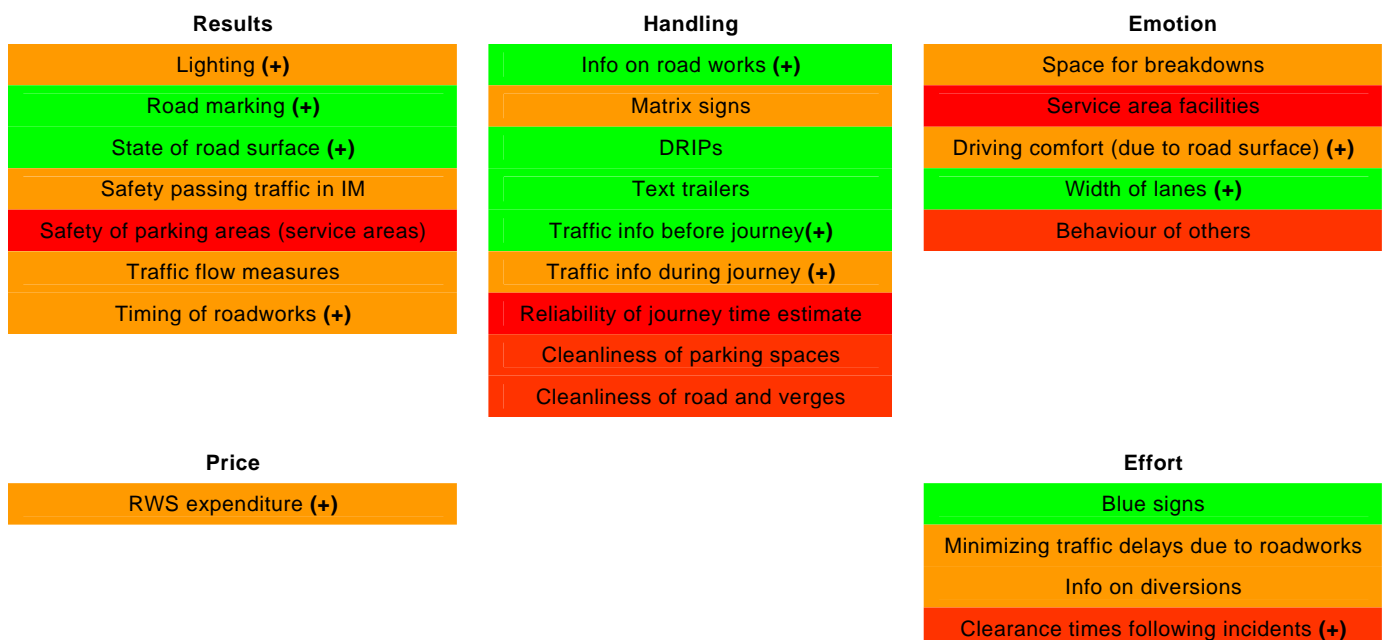 Results
Lighting (+)
Road marking (+)
State of road surface (+)
Safety passing traffic in IM
Safety of parking areas (service areas)
Traffic flow measures
Timing of roadworks (+)
Handling
Info on road works (+)
Matrix signs
DRIPs
Text trailers
Traffic info before journey(+)
Traffic info during journey (+)
Reliability of journey time estimate
Cleanliness of parking spaces
Cleanliness of road and verges
Emotion
Space for breakdowns
Service area facilities
Driving comfort (due to road surface) (+)
Width of lanes (+)
Behaviour of others
Price
RWS expenditure (+)
Effort
Blue signs
Minimizing traffic delays due to roadworks
Info on diversions
Clearance times following incidents (+)